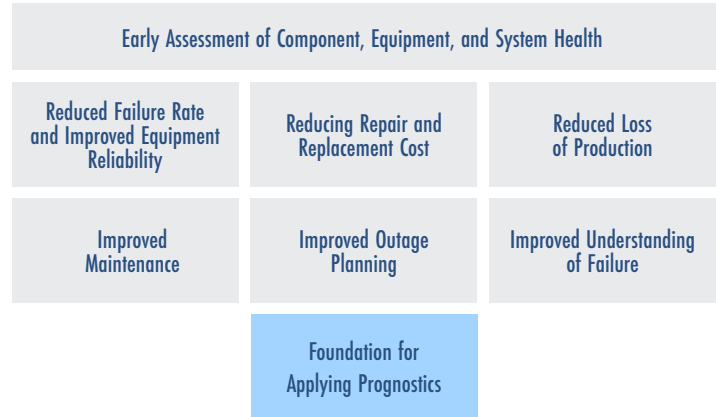 Early Assessment of Component, Equipment, and System Health
Reduced Failure Rate
and Improved Equipment
Reliability
Reducing Repair and
Replacement Cost
Reduced Loss
of Production
Improved
Maintenance
Improved Outage
Planning
Improved Understanding
of Failure
Foundation for
Applying Prognostics